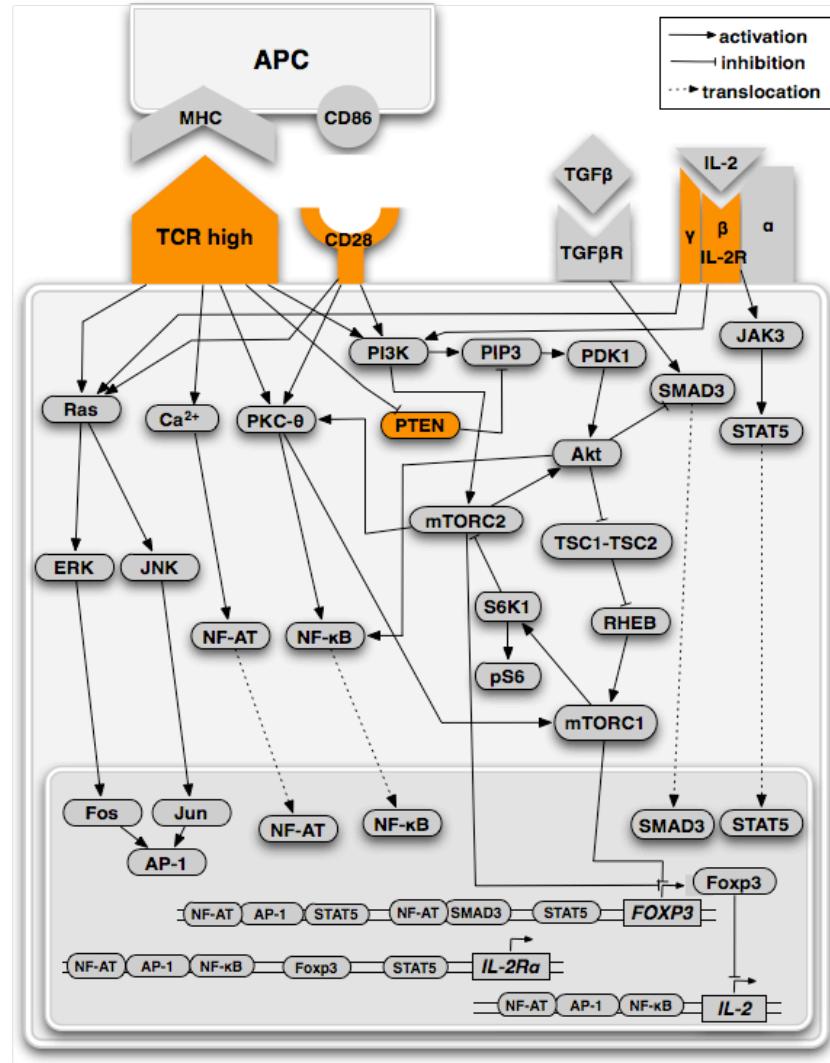 activation
inhibition
translocation
APC
MHC
CD86
TCR high
CD28
TGFβ
TGFβR
IL-2
γ
β
α
IL-2R
JAK3
PI3K
PIP3
PDK1
SMAD3
Ras
Ca2+
PKC-θ
PTEN
STAT5
Akt
mTORC2
TSC1-TSC2
ERK
JNK
S6K1
RHEB
NF-AT
NF-κB
pS6
mTORC1
Fos
Jun
NF-AT
NF-κB
SMAD3
STAT5
AP-1
Foxp3
NF-AT AP-1 STAT5 NF-AT SMAD3 STAT5 FOXP3
NF-AT AP-1 NF-κB Foxp3 STAT5 IL-2Rα
NF-AT AP-1 NF-κB IL-2